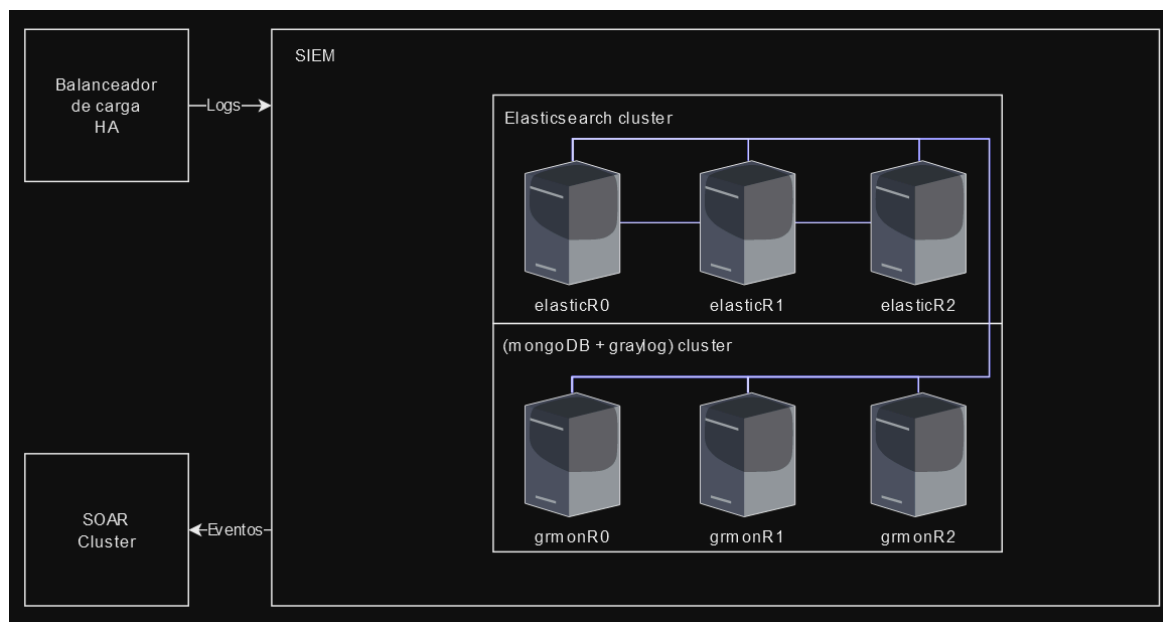 SIEM
Balanceador
de carga
HA
Logs
Elasticsearch cluster
elasticR0
elasticR1
elasticR2
(mongoDB + graylog) cluster
grmonR0
grmonR1
grmonR2
SOAR
Cluster
Eventos